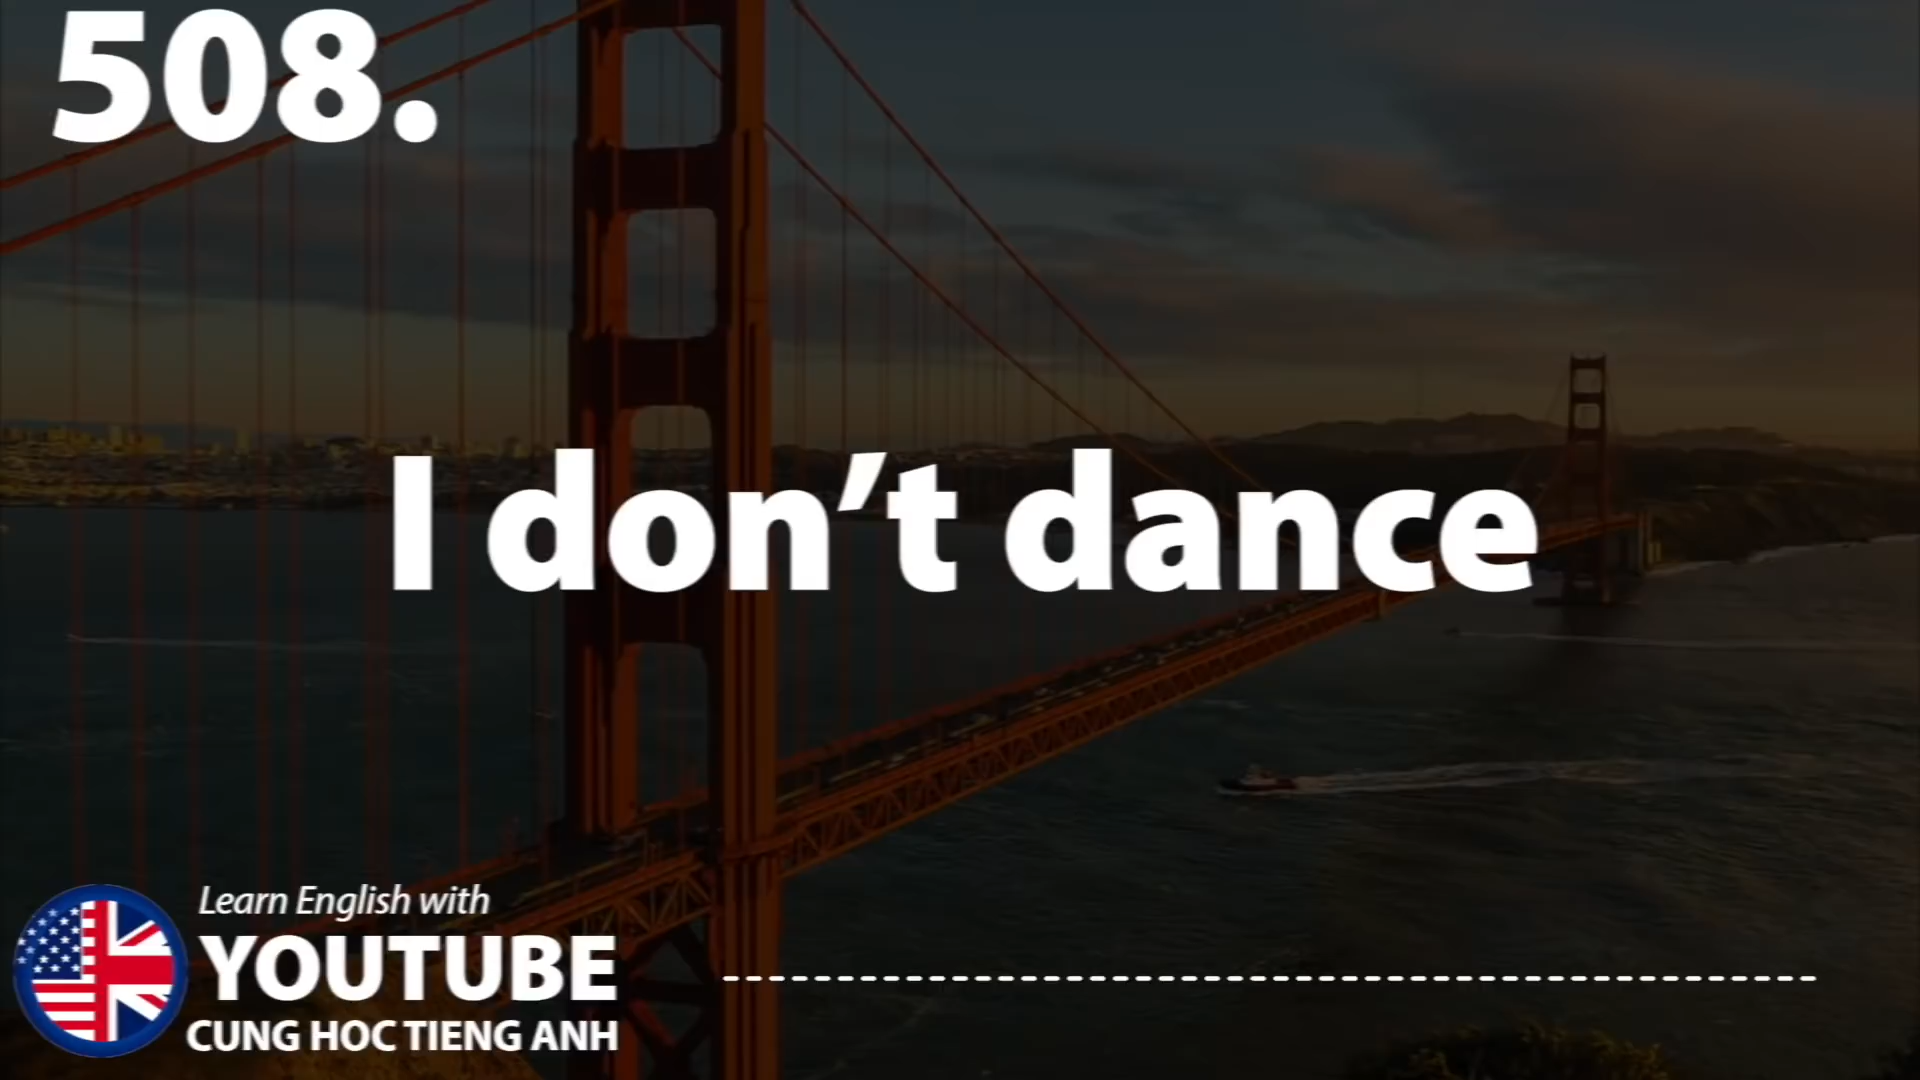 508.
I don’t dance
Learn English with
YOUTUBE
CUNG HOC TIENG ANH